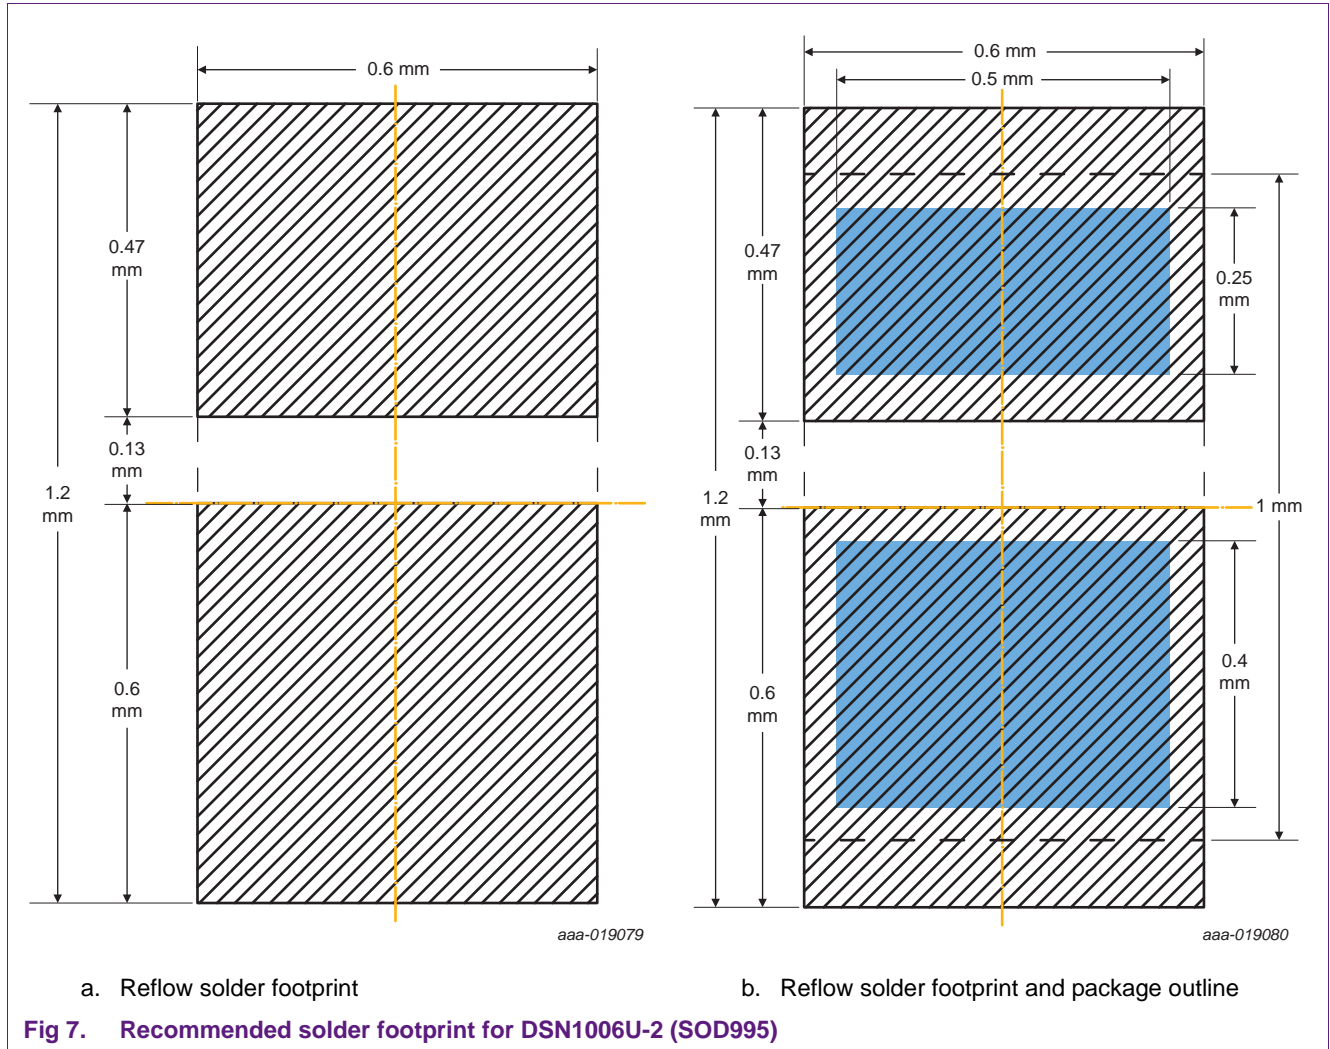 0.6 mm
0.47
mm
0.13
mm
1.2
mm
0.6
mm
aaa-019079
0.6 mm
0.5 mm
0.47
mm
0.25
mm
0.13
mm
1.2
mm
1 mm
0.6
mm
0.4
mm
aaa-019080
a. Reflow solder footprint
b. Reflow solder footprint and package outline
Fig 7. Recommended solder footprint for DSN1006U-2 (SOD995)